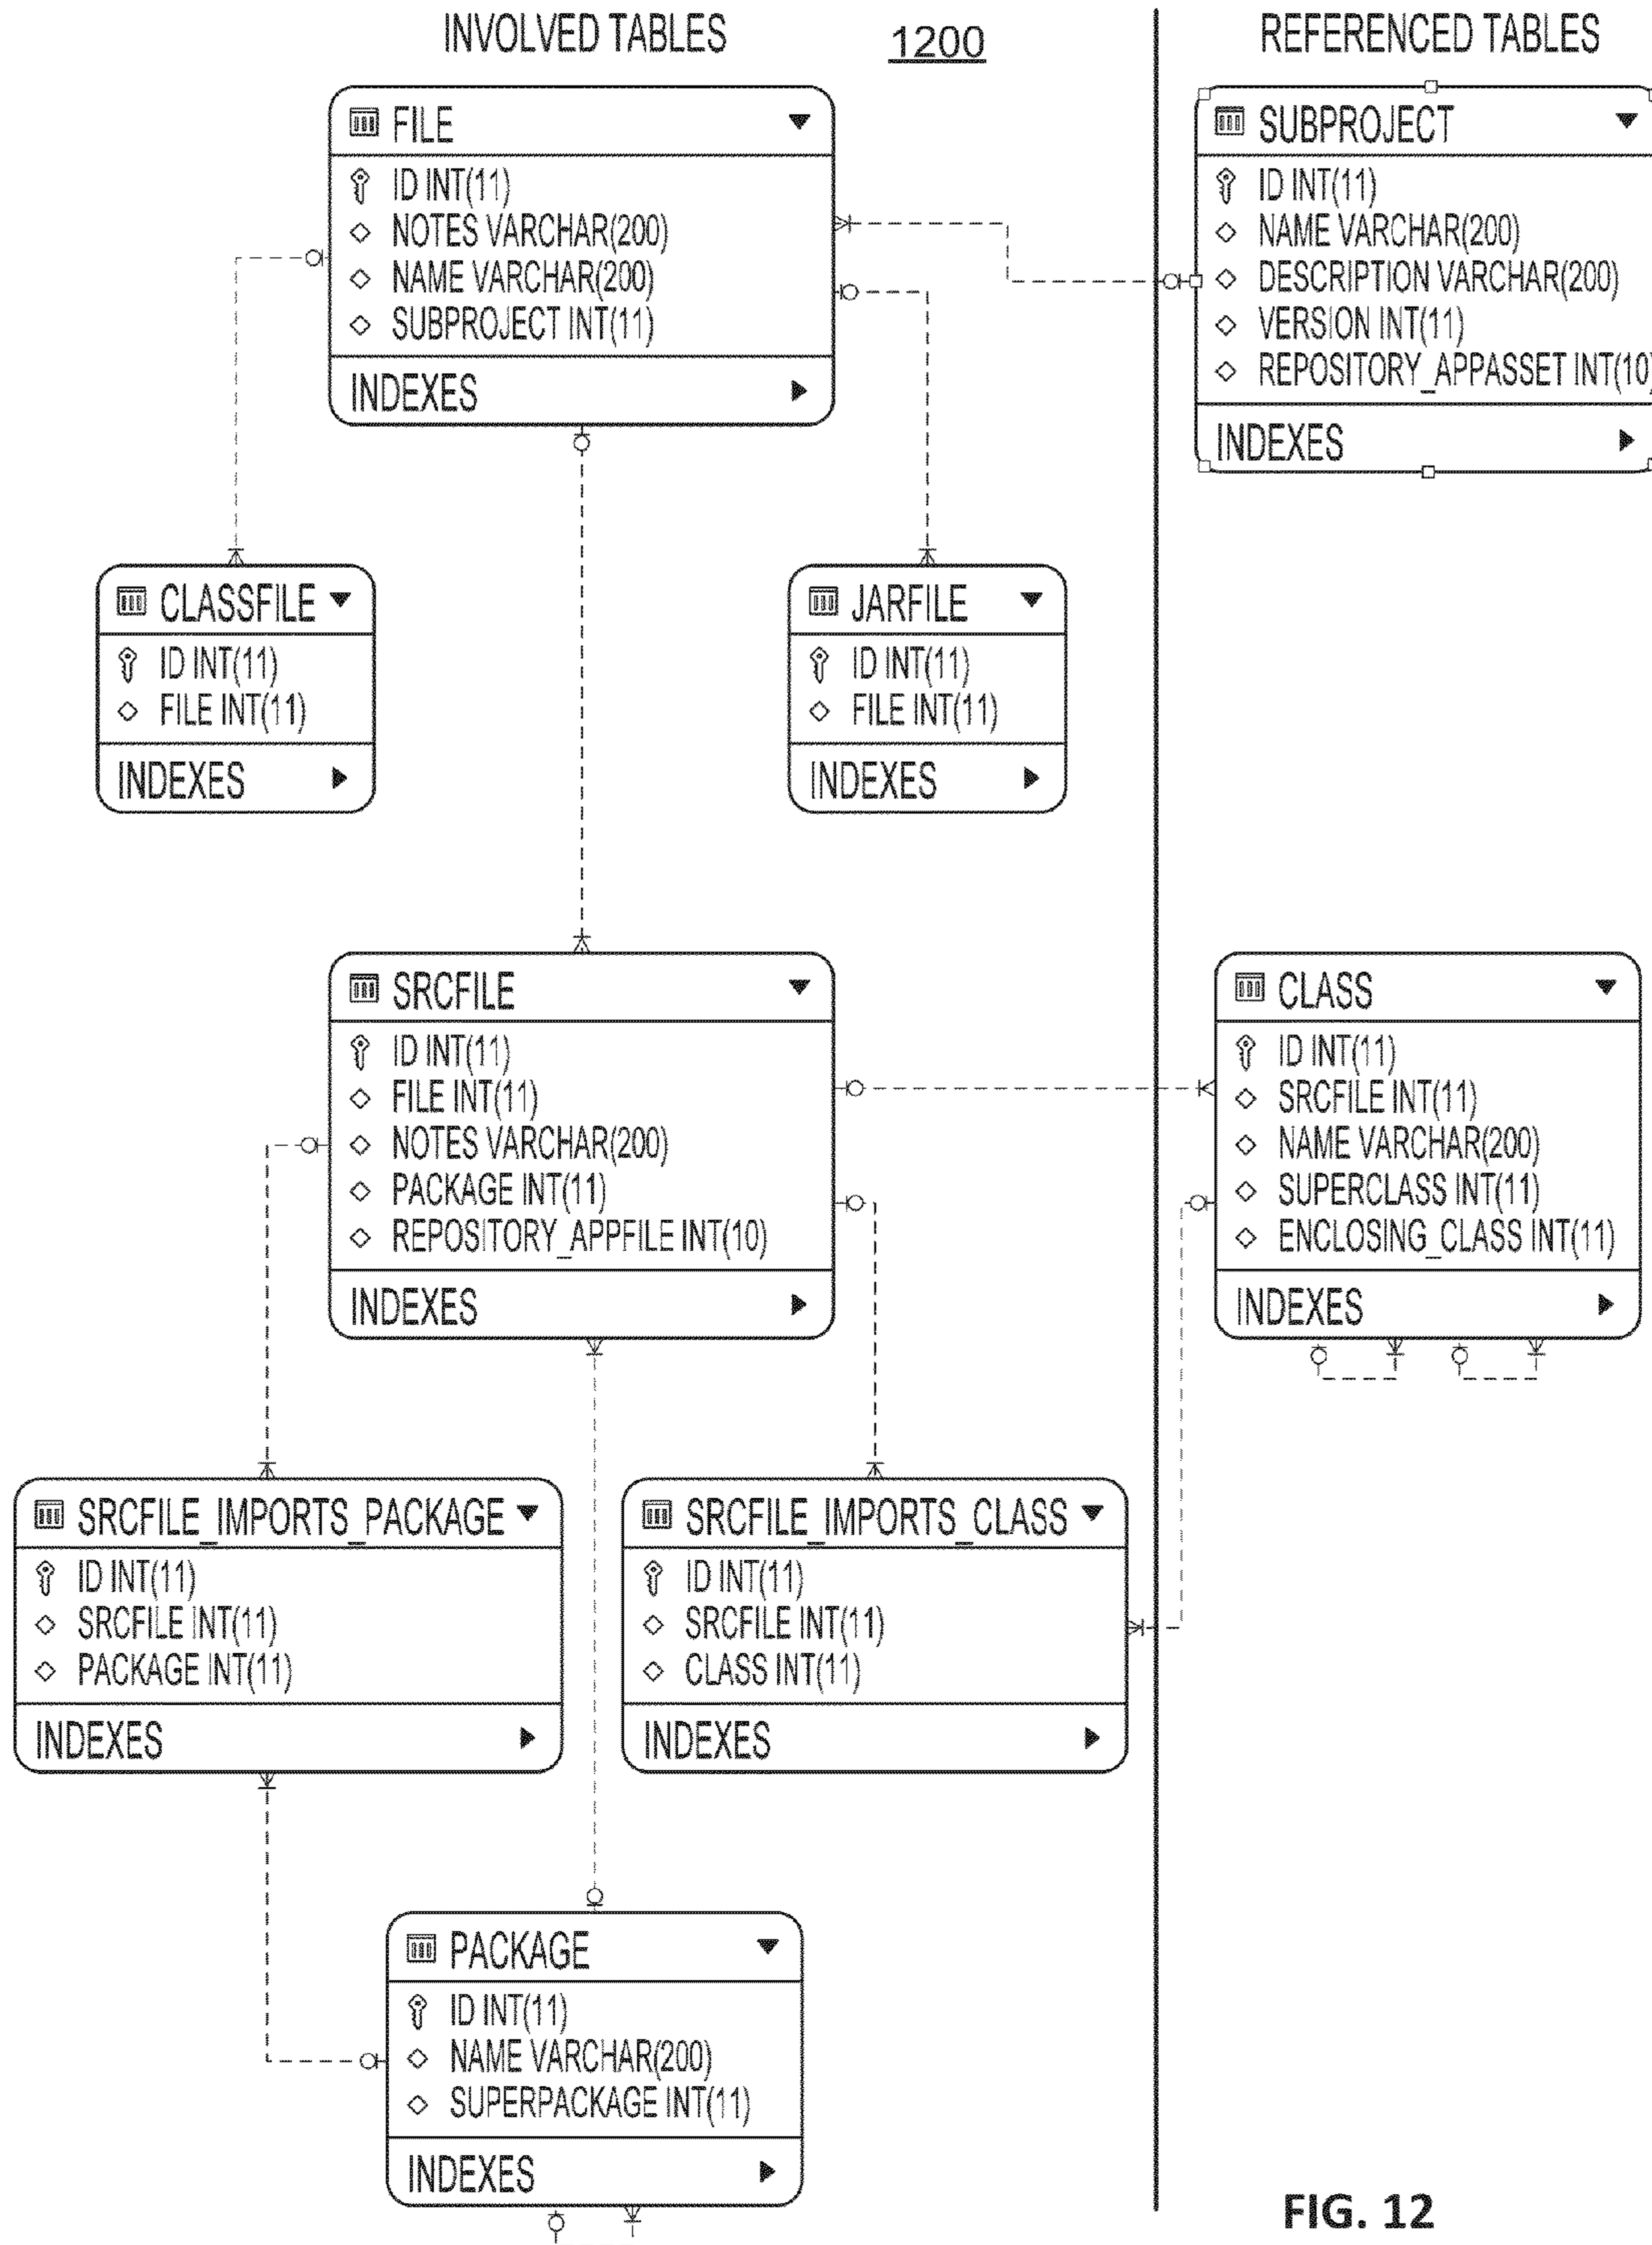 INVOLVED TABLES
1200
REFERENCED TABLES
FILE
ID INT(11)
NOTES VARCHAR(200)
NAME VARCHAR(200)
SUBPROJECT INT(11)
INDEXES
SUBPROJECT
ID INT(11)
NAME VARCHAR(200)
DESCRIPTION VARCHAR(200)
VERSION INT(11)
REPOSITORY_APPASSET INT(10)
INDEXES
CLASSFILE
ID INT(11)
FILE INT(11)
INDEXES
JARFILE
ID INT(11)
FILE INT(11)
INDEXES
SRCFILE
ID INT(11)
FILE INT(11)
NOTES VARCHAR(200)
PACKAGE INT(11)
REPOSITORY_APPFILE INT(10)
INDEXES
CLASS
ID INT(11)
SRCFILE INT(11)
NAME VARCHAR(200)
SUPERCLASS INT(11)
ENCLOSING_CLASS INT(11)
INDEXES
SRCFILE_IMPORTS_PACKAGE
ID INT(11)
SRCFILE INT(11)
PACKAGE INT(11)
INDEXES
SRCFILE_IMPORTS_CLASS
ID INT(11)
SRCFILE INT(11)
CLASS INT(11)
INDEXES
PACKAGE
ID INT(11)
NAME VARCHAR(200)
SUPERPACKAGE INT(11)
INDEXES
FIG. 12